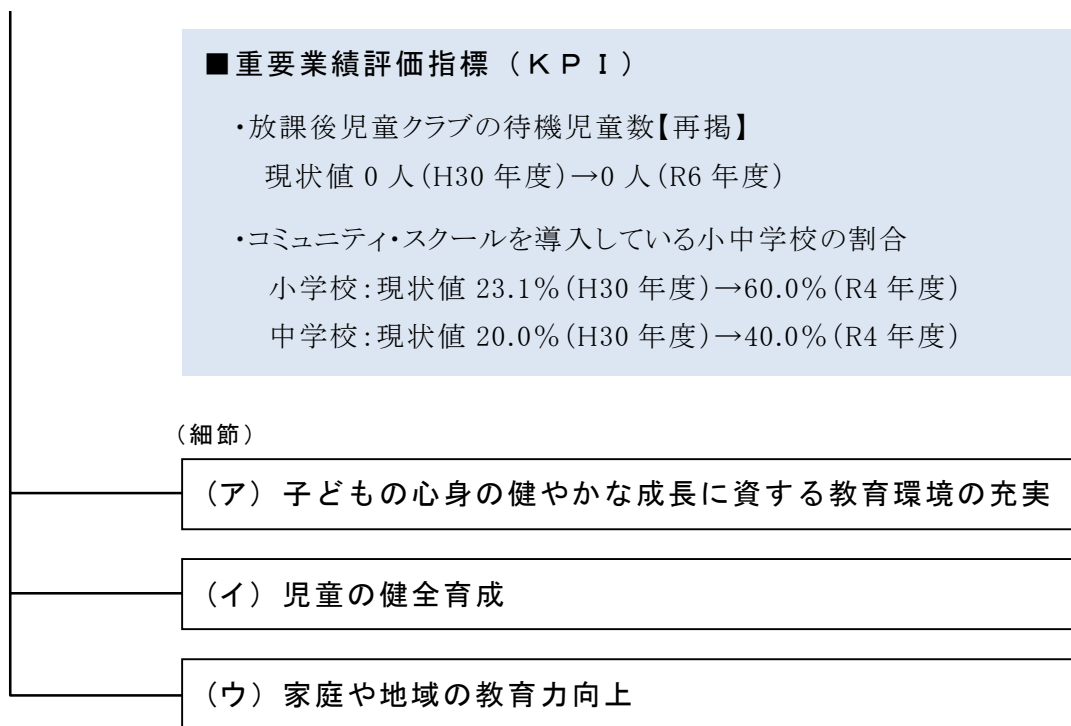 ■重要業績評価指標（ＫＰＩ）
・放課後児童クラブの待機児童数【再掲】
現状値 0 人（H30 年度）→0 人（R6 年度）
・コミュニティ・スクールを導入している小中学校の割合
小学校：現状値 23.1％（H30 年度）→60.0％（R4 年度）
中学校：現状値 20.0％（H30 年度）→40.0％（R4 年度）
（細節）
（ア）子どもの心身の健やかな成長に資する教育環境の充実
（イ）児童の健全育成
（ウ）家庭や地域の教育力向上